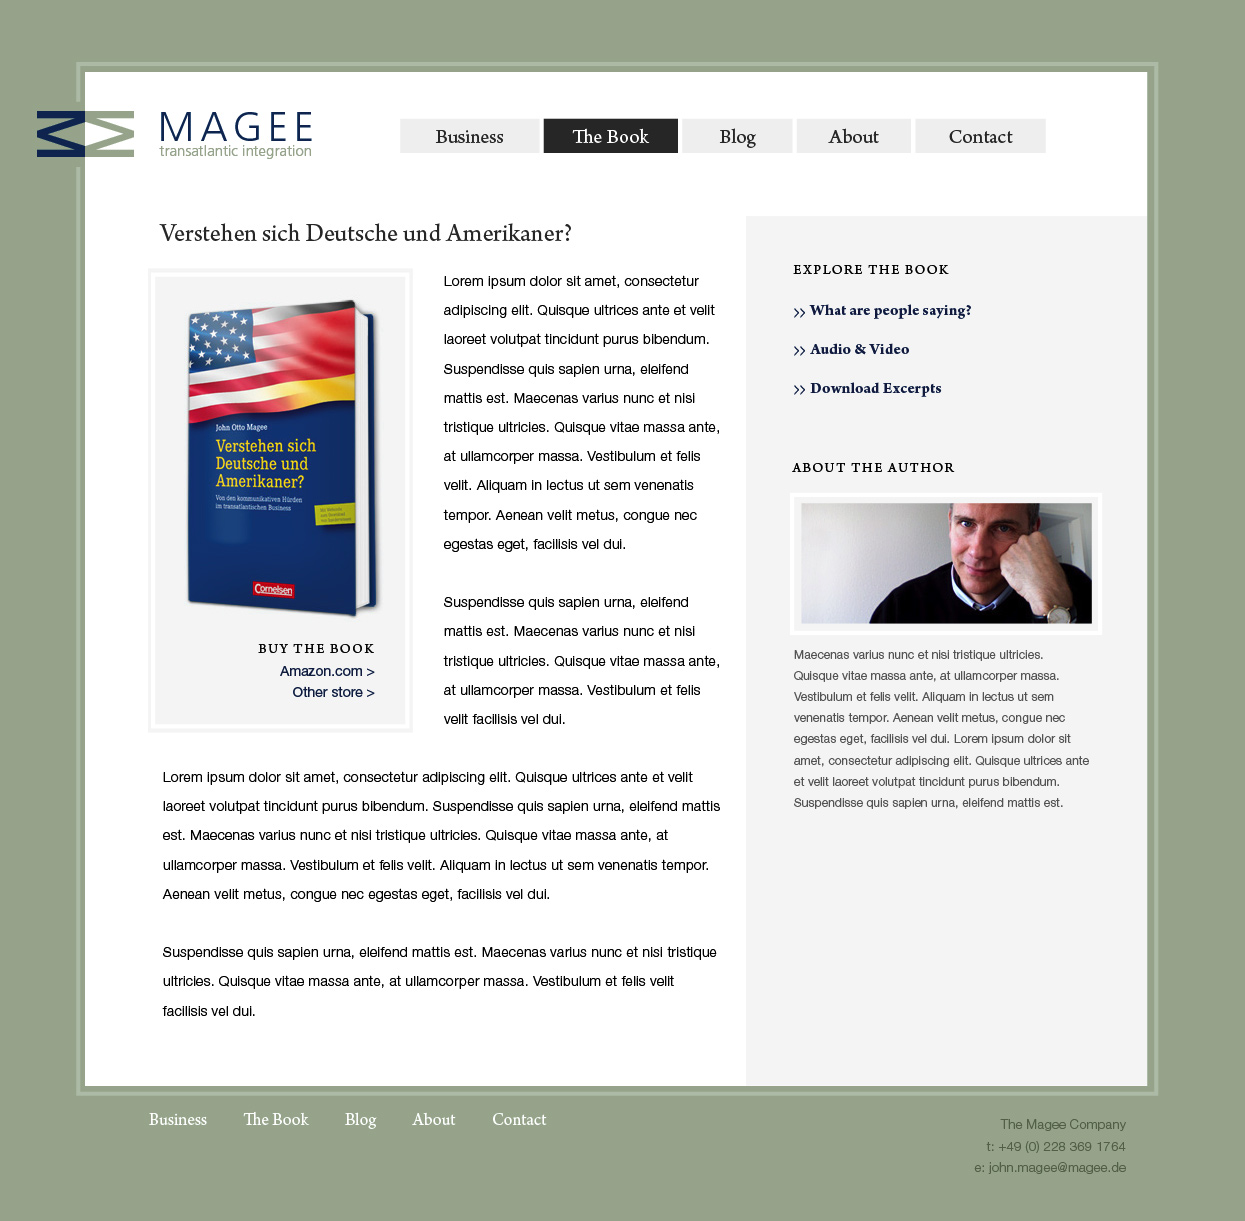 MAGEE
transatlantic integration
Business
The Book
Blog
About
Contact
Verstehen sich Deutsche und Amerikaner?
John Otto Magee
Verstehen sich
Deutsche und
Amerikaner?
Von den kommunikativen Hürden
im transatlantischen Business
Cornelsen
BUY THE BOOK
Amazon.com >
Other store >
Lorem ipsum dolor sit amet, consectetur
adipiscing elit. Quisque ultrices ante et velit
laoreet volutpat tincidunt purus bibendum.
Suspendisse quis sapien urna, eleifend
mattis est. Maecenas varius nunc et nisi
tristique ultricies. Quisque vitae massa ante,
at ullamcorper massa. Vestibulum et felis
velit. Aliquam in lectus ut sem venenatis
tempor. Aenean velit metus, congue nec
egestas eget, facilisis vel dui.
Suspendisse quis sapien urna, eleifend
mattis est. Maecenas varius nunc et nisi
tristique ultricies. Quisque vitae massa ante,
at ullamcorper massa. Vestibulum et felis
velit facilisis vel dui.
Lorem ipsum dolor sit amet, consectetur adipiscing elit. Quisque ultrices ante et velit
laoreet volutpat tincidunt purus bibendum. Suspendisse quis sapien urna, eleifend mattis
est. Maecenas varius nunc et nisi tristique ultricies. Quisque vitae massa ante, at
ullamcorper massa. Vestibulum et felis velit. Aliquam in lectus ut sem venenatis tempor.
Aenean velit metus, congue nec egestas eget, facilisis vel dui.
Suspendisse quis sapien urna, eleifend mattis est. Maecenas varius nunc et nisi tristique
ultricies. Quisque vitae massa ante, at ullamcorper massa. Vestibulum et felis velit
facilisis vel dui.
EXPLORE THE BOOK
What are people saying?
Audio & Video
Download Excerpts
ABOUT THE AUTHOR
Maecenas varius nunc et nisi tristique ultricies.
Quisque vitae massa ante, at ullamcorper massa.
Vestibulum et felis velit. Aliquam in lectus ut sem
venenatis tempor. Aenean velit metus, congue nec
egestas eget, facilisis vel dui. Lorem ipsum dolor sit
amet, consectetur adipiscing elit. Quisque ultrices ante
et velit laoreet volutpat tincidunt purus bibendum.
Suspendisse quis sapien urna, eleifend mattis est.
Business
The Book
Blog
About
Contact
The Magee Company
t: +49 (0) 228 369 1764
e: john.magee@magee.de